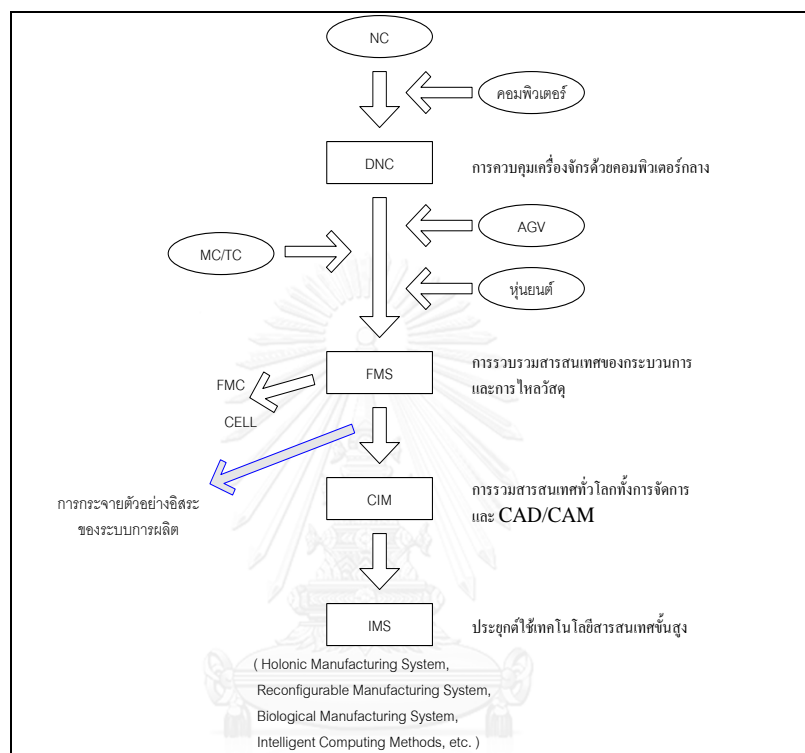 NC
คอมพิวเตอร์
DNC
การควบคุมเครื่องจักรด้วยคอมพิวเตอร์กลาง
AGV
MC/TC
หุ่นยนต์
FMS
การรวบรวมสารสนเทศของกระบวนการ
และการไหลวัสดุ
FMC
CELL
CIM
การรวมสารสนเทศทั่วโลกทั้งการจัดการ
และ CAD/CAM
การกระจายตัวอย่างอิสระ
ของระบบการผลิต
IMS
ประยุกต์ใช้เทคโนโลยีสารสนเทศขั้นสูง
( Holonic Manufacturing System,
Reconfigurable Manufacturing System,
Biological Manufacturing System,
Intelligent Computing Methods, etc. )